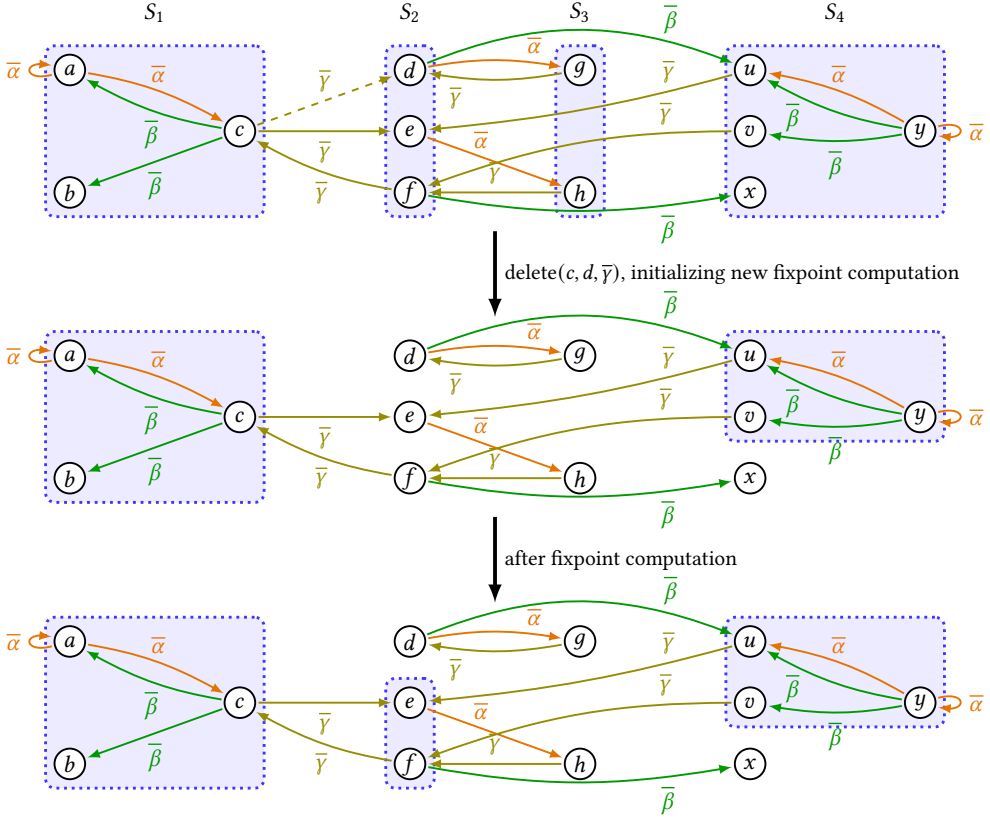 S₁ S₂ S₃ S₄
β̅
α̅ a α̅ γ̅ d α̅ g γ̅ u α̅
γ̅ γ̅ β̅
β̅ c γ̅ e α̅ v β̅ y α̅
b β̅ γ̅ f γ h x
β̅
delete(c, d, γ̅), initializing new fixpoint computation
β̅
α̅ a α̅ d α̅ g γ̅ u α̅
γ̅ γ̅ β̅
β̅ c γ̅ e α̅ v β̅ y α̅
b β̅ γ̅ f γ h x
β̅
after fixpoint computation
β̅
α̅ a α̅ d α̅ g γ̅ u α̅
γ̅ γ̅ β̅
β̅ c γ̅ e α̅ v β̅ y α̅
b β̅ γ̅ f γ h x
β̅